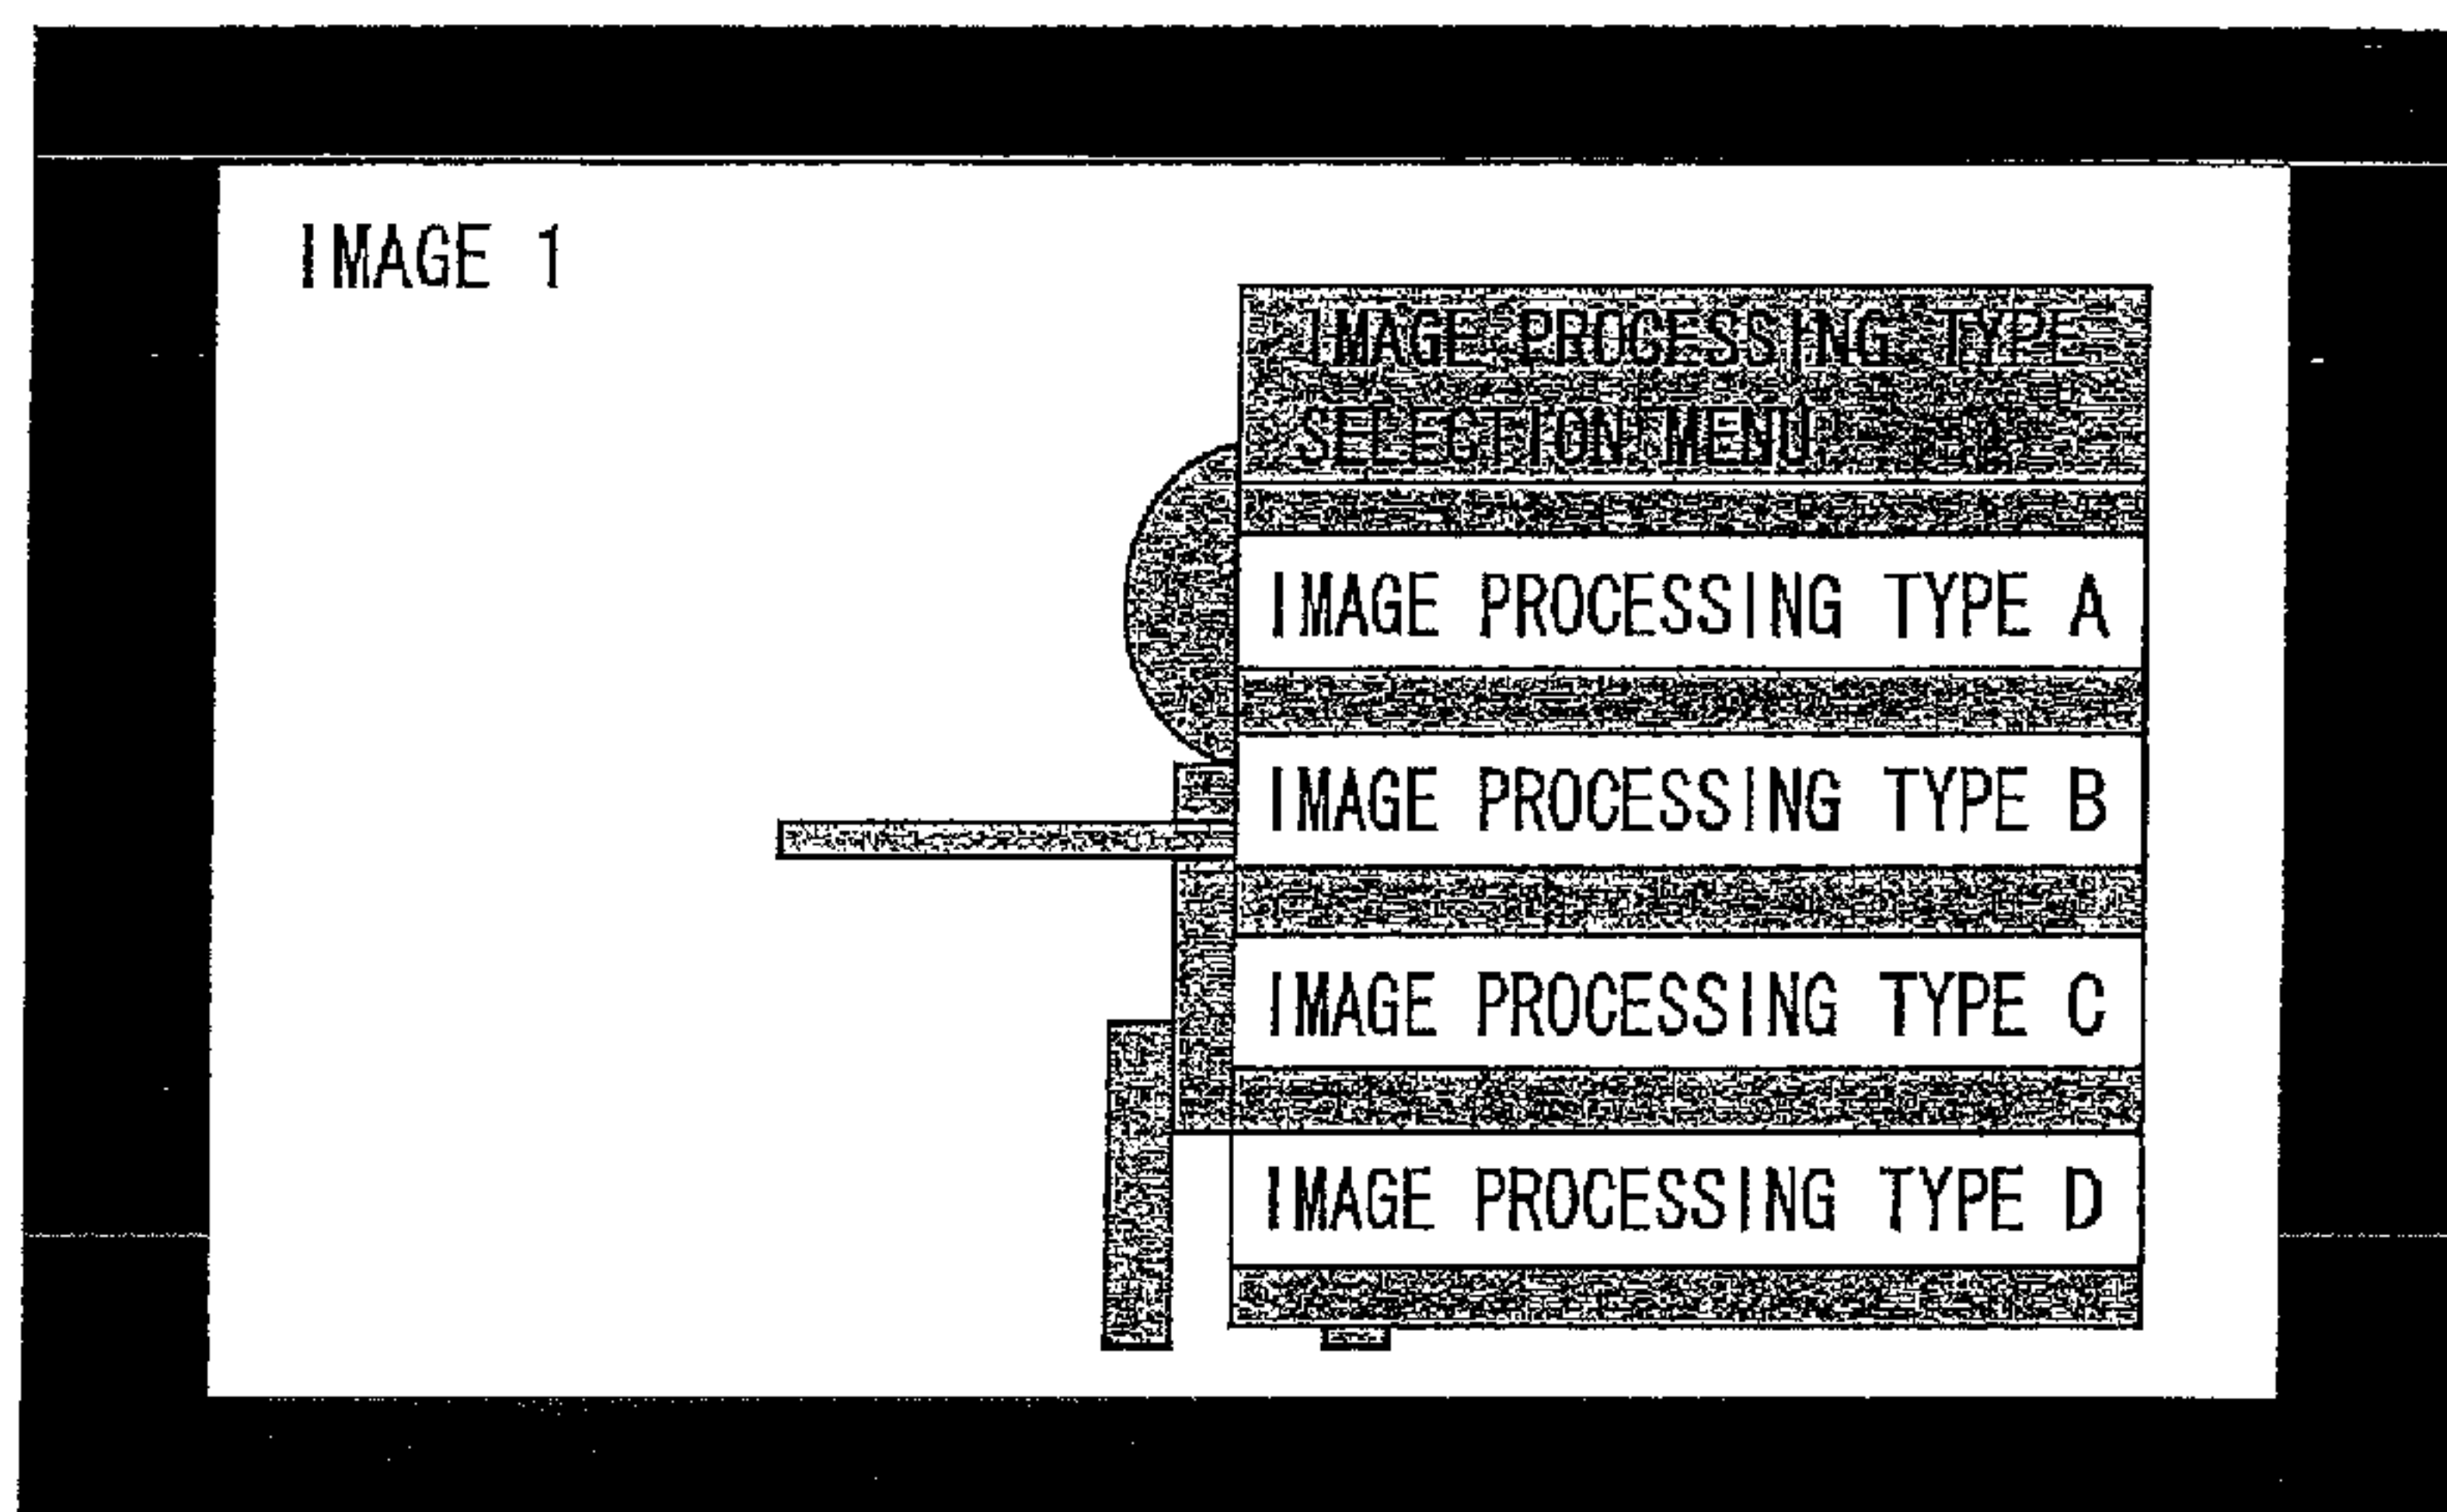 IMAGE 1
IMAGE PROCESSING TYPE
SELECTION MENU
IMAGE PROCESSING TYPE A
IMAGE PROCESSING TYPE B
IMAGE PROCESSING TYPE C
IMAGE PROCESSING TYPE D